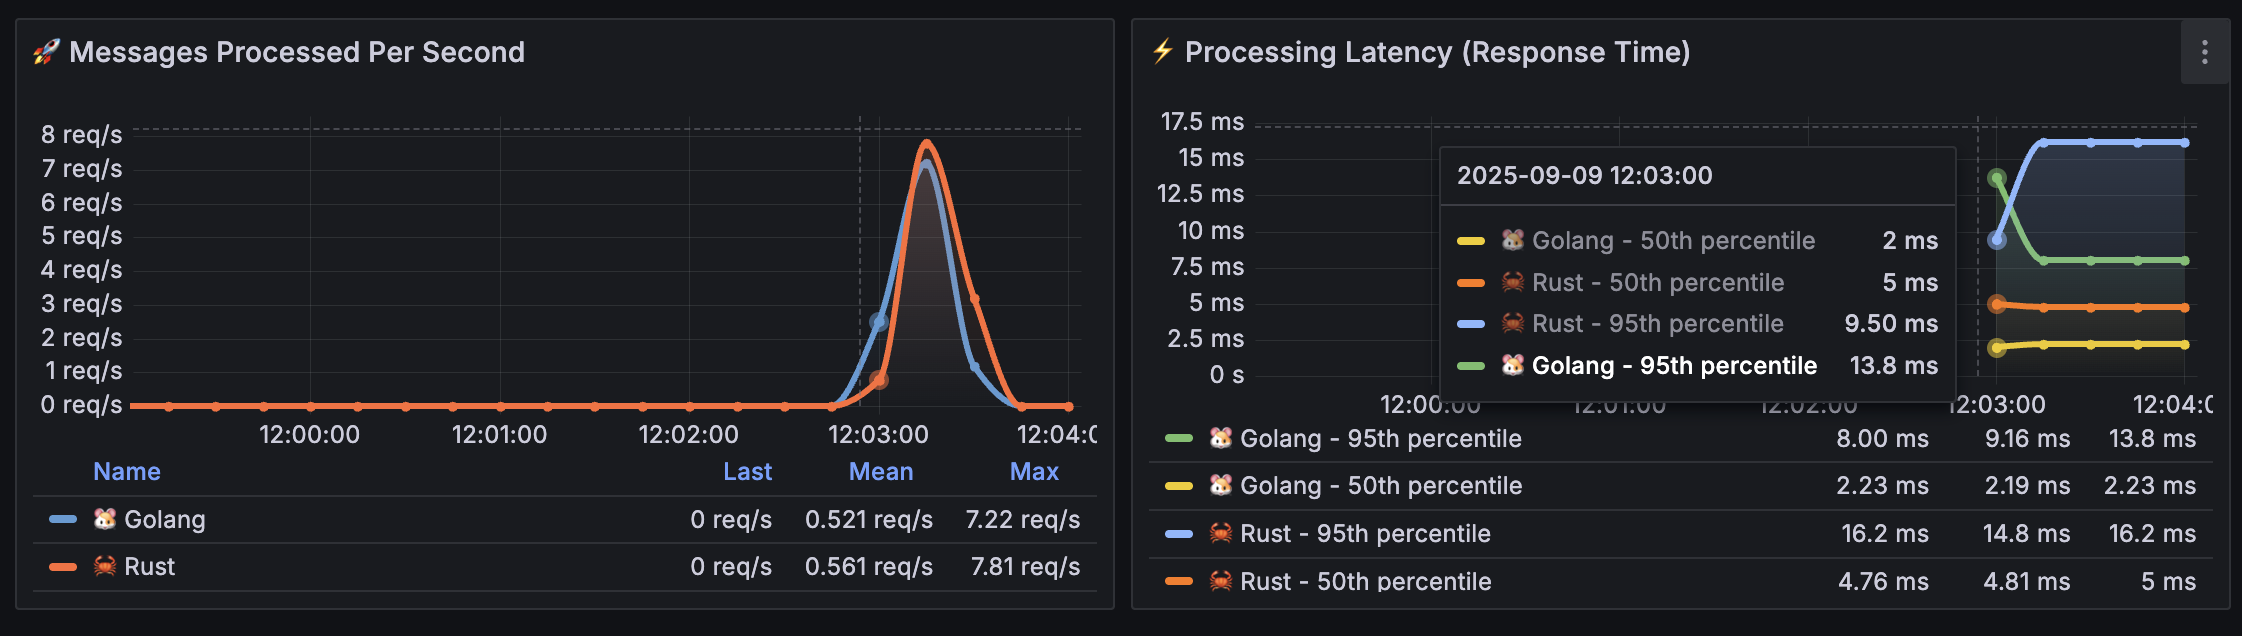 🚀 Messages Processed Per Second
8 req/s
7 req/s
6 req/s
5 req/s
4 req/s
3 req/s
2 req/s
1 req/s
0 req/s
12:00:00 12:01:00 12:02:00 12:03:00 12:04:0
Name Last Mean Max
🐹 Golang 0 req/s 0.521 req/s 7.22 req/s
🦀 Rust 0 req/s 0.561 req/s 7.81 req/s
⚡ Processing Latency (Response Time)
17.5 ms
15 ms
12.5 ms
10 ms
7.5 ms
5 ms
2.5 ms
0 s
2025-09-09 12:03:00
🐹 Golang - 50th percentile 2 ms
🦀 Rust - 50th percentile 5 ms
🦀 Rust - 95th percentile 9.50 ms
🐹 Golang - 95th percentile 13.8 ms
12:00:00 12:01:00 12:02:00 12:03:00 12:04:0
🐹 Golang - 95th percentile 8.00 ms 9.16 ms 13.8 ms
🐹 Golang - 50th percentile 2.23 ms 2.19 ms 2.23 ms
🦀 Rust - 95th percentile 16.2 ms 14.8 ms 16.2 ms
🦀 Rust - 50th percentile 4.76 ms 4.81 ms 5 ms